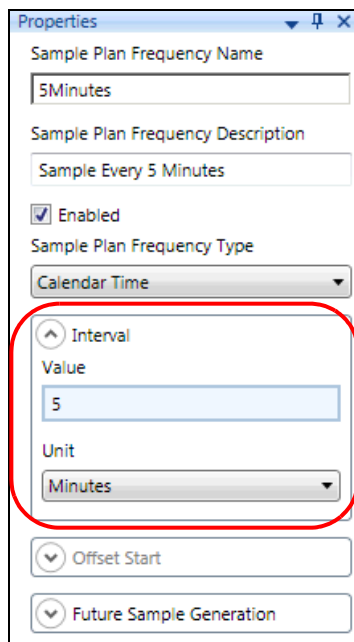 Properties
Sample Plan Frequency Name
5Minutes
Sample Plan Frequency Description
Sample Every 5 Minutes
Enabled
Sample Plan Frequency Type
Calendar Time
Interval
Value
5
Unit
Minutes
Offset Start
Future Sample Generation